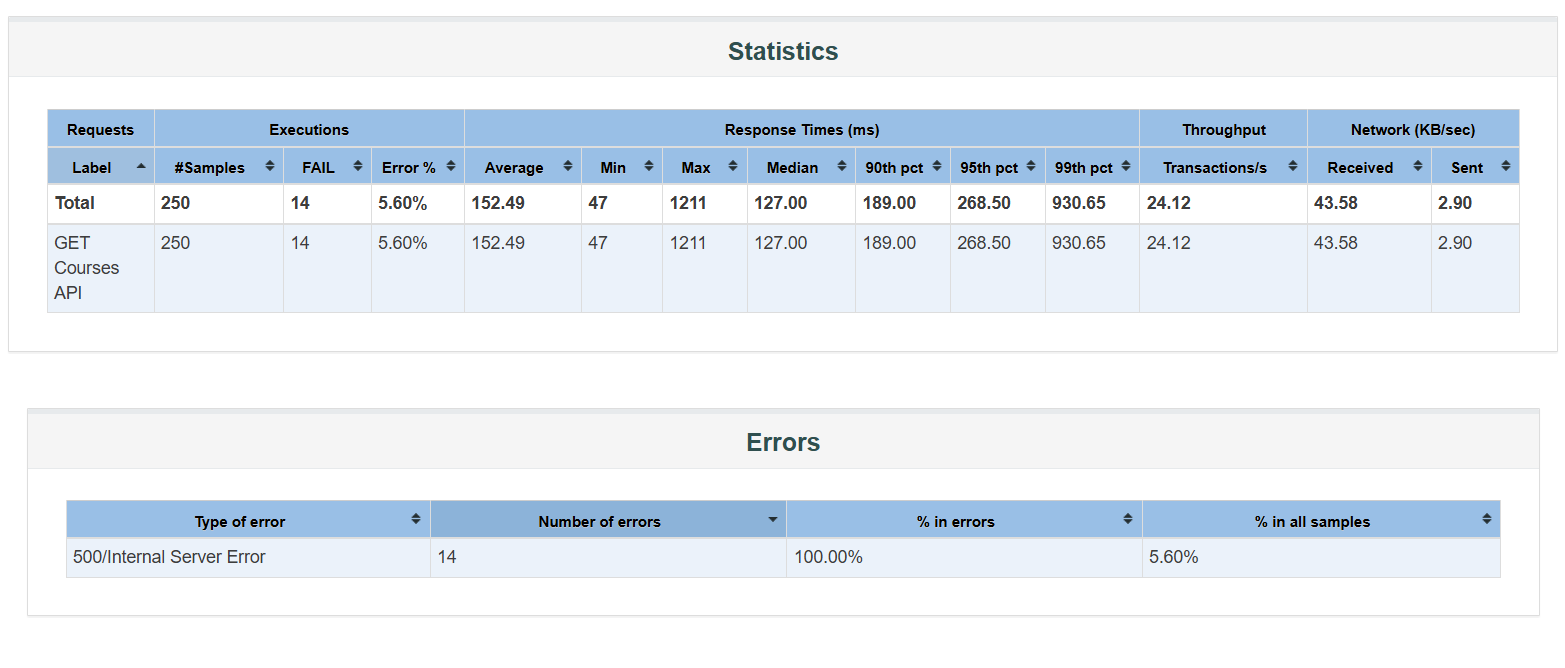 Statistics
Requests Executions Response Times (ms) Throughput Network (KB/sec)
Label #Samples FAIL Error % Average Min Max Median 90th pct 95th pct 99th pct Transactions/s Received Sent
Total 250 14 5.60% 152.49 47 1211 127.00 189.00 268.50 930.65 24.12 43.58 2.90
GET 250 14 5.60% 152.49 47 1211 127.00 189.00 268.50 930.65 24.12 43.58 2.90
Courses
API
Errors
Type of error Number of errors % in errors % in all samples
500/Internal Server Error 14 100.00% 5.60%